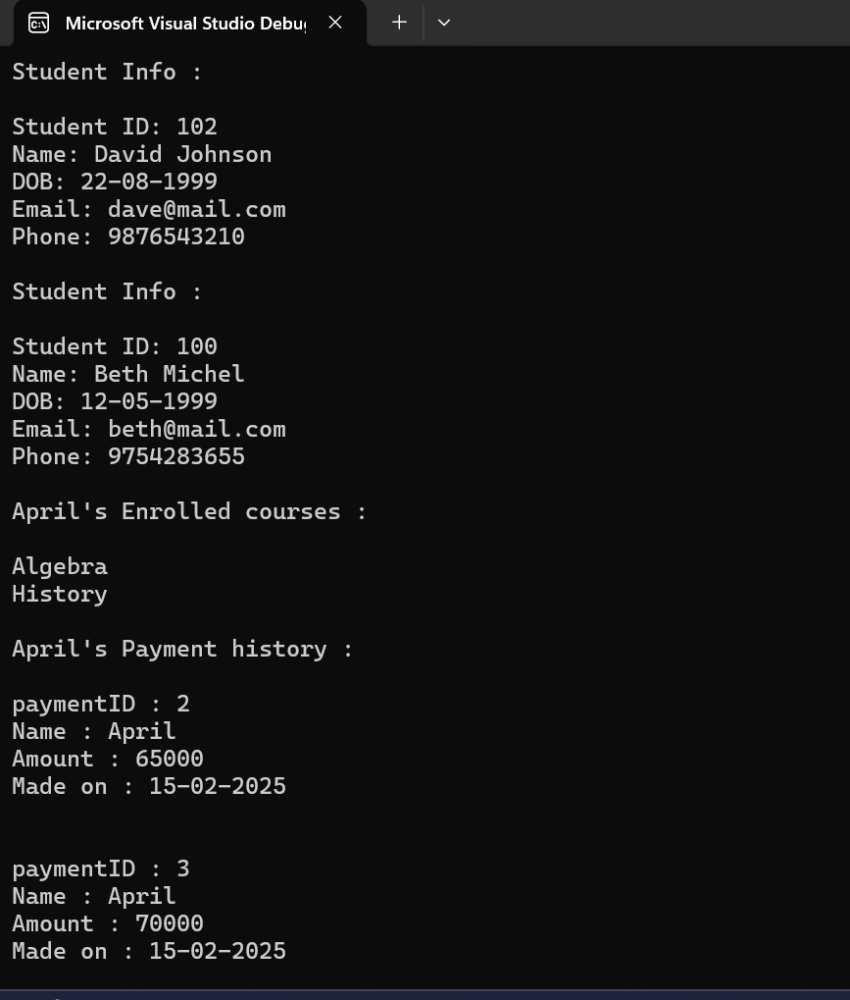 Microsoft Visual Studio Debu
Student Info :
Student ID: 102
Name: David Johnson
DOB: 22-08-1999
Email: dave@mail.com
Phone: 9876543210
Student Info :
Student ID: 100
Name: Beth Michel
DOB: 12-05-1999
Email: beth@mail.com
Phone: 9754283655
April's Enrolled courses :
Algebra
History
April's Payment history :
paymentID : 2
Name : April
Amount : 65000
Made on : 15-02-2025
paymentID : 3
Name : April
Amount : 70000
Made on : 15-02-2025